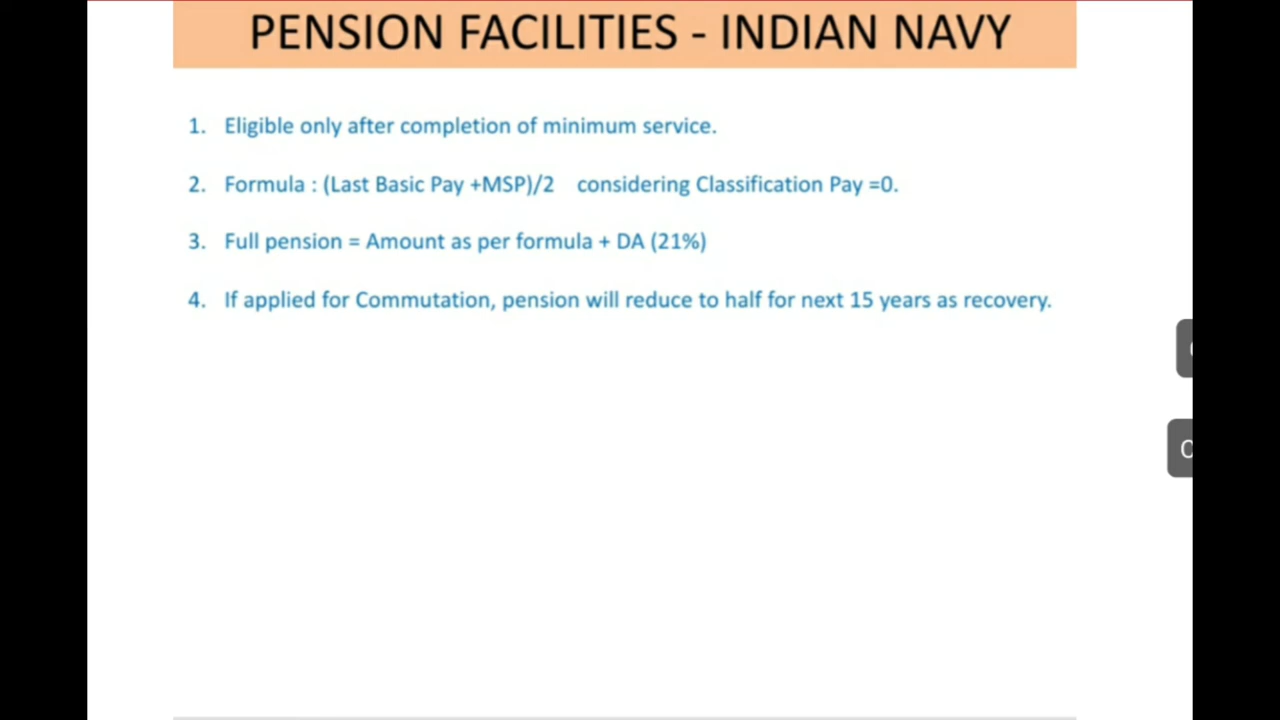 PENSION FACILITIES - INDIAN NAVY
1. Eligible only after completion of minimum service.
2. Formula : (Last Basic Pay +MSP)/2 considering Classification Pay =0.
3. Full pension = Amount as per formula + DA (21%)
4. If applied for Commutation, pension will reduce to half for next 15 years as recovery.